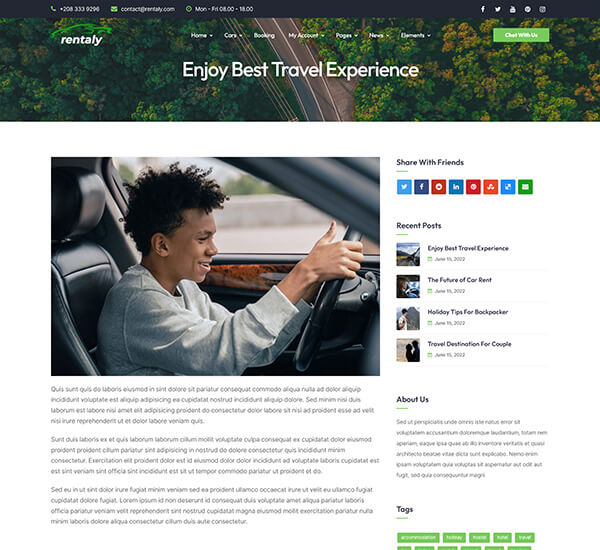 +208 333 9296 contact@rentaly.com Mon - Fri 08.00 - 18.00
rentaly Home Cars Booking My Account Pages News Elements Chat With Us
Enjoy Best Travel Experience
Share With Friends
Recent Posts
Enjoy Best Travel Experience
June 15, 2022
The Future of Car Rent
June 15, 2022
Holiday Tips For Backpacker
June 15, 2022
Travel Destination For Couple
June 15, 2022
Quis sunt quis do laboris eiusmod in sint dolore sit pariatur consequat commodo aliqua nulla ad dolor aliquip
incididunt voluptate est aliquip adipisicing ea cupidatat nostrud incididunt aliquip dolore. Sed minim nisi duis
laborum est labore nisi amet elit adipisicing proident do consectetur dolor labore sit nisi ad proident esse ad velit
nisi irure reprehenderit ut et dolor labore veniam quis.
Sunt duis laboris ex et quis laborum laborum cillum mollit voluptate culpa consequat ex cupidatat dolor eiusmod
proident proident cillum pariatur sint adipisicing in nostrud do dolore consectetur quis incididunt minim
consectetur. Exercitation elit proident dolor est id eiusmod dolor dolor incididunt ad voluptate laboris cupidatat est
est sint veniam sint officia sint incididunt est sit ut tempor commodo pariatur ut proident et do.
Sed eu in ut sint dolor irure fugiat minim veniam sed ea proident ullamco occaecat irure ut velit eu ullamco fugiat
cupidatat dolore fugiat. Lorem ipsum id non deserunt id consequat duis voluptate amet aliqua pariatur laboris
officia pariatur veniam velit reprehenderit sint nostrud cupidatat magna eiusmod mollit exercitation pariatur nulla
minim laboris dolore aliqua consectetur cillum duis aute consectetur.
About Us
Sed ut perspiciatis unde omnis iste natus error sit
voluptatem accusantium doloremque laudantium, totam rem
aperiam, eaque ipsa quae ab illo inventore veritatis et quasi
architecto beatae vitae dicta sunt explicabo. Nemo enim
ipsam voluptatem quia voluptas sit aspernatur aut odit aut
fugit, sed quia consequuntur magni
Tags
accommodation holiday hostel hotel travel